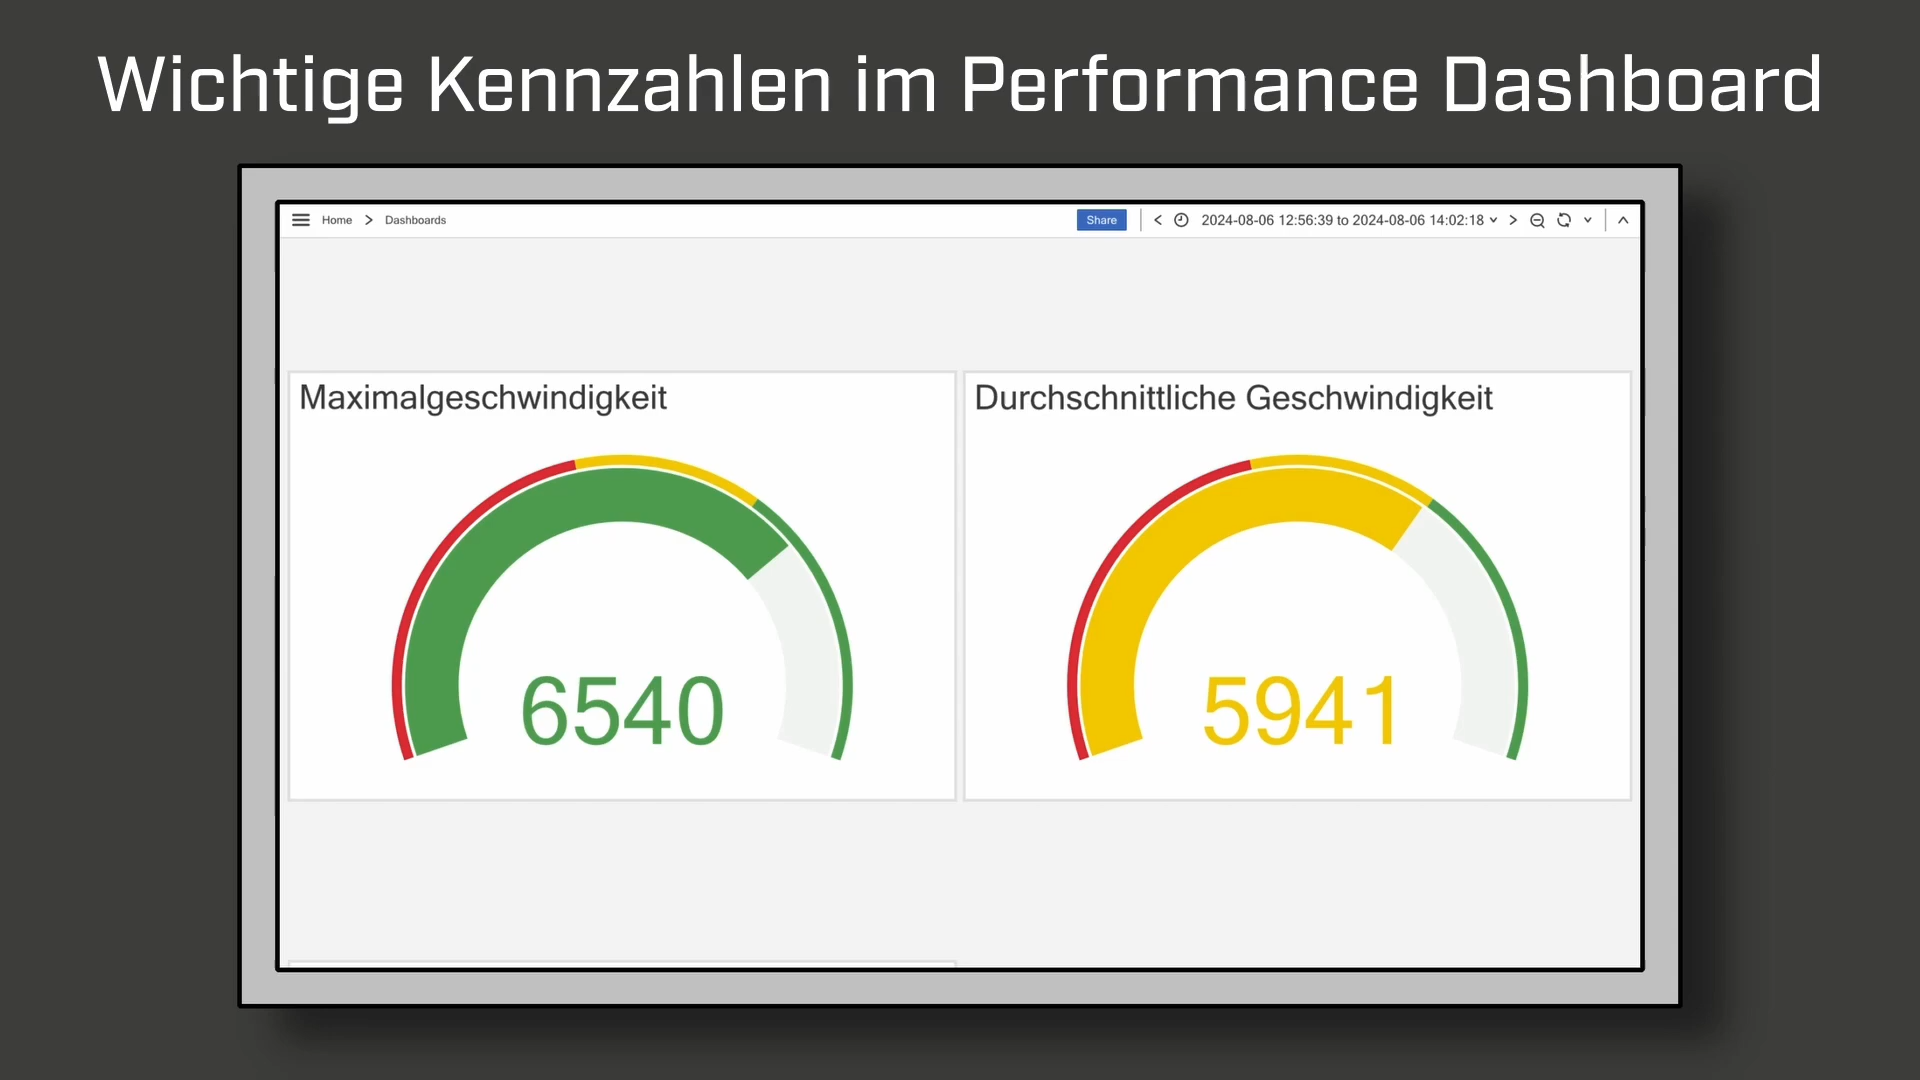 Wichtige Kennzahlen im Performance Dashboard
Home > Dashboards
Share
2024-08-06 12:56:39 to 2024-08-06 14:02:18
Maximalgeschwindigkeit
6540
Durchschnittliche Geschwindigkeit
5941